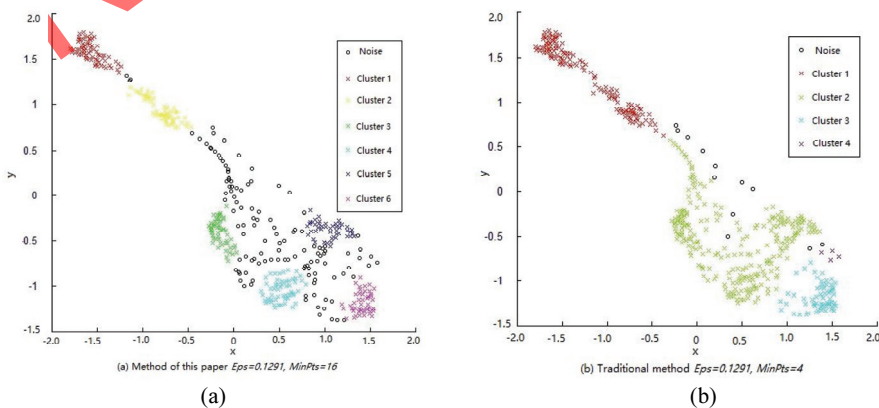 2.0
1.5
1
0.5
0
-0.5
-1.0
-1.5
y
-2.0 -1.5 -1.0 -0.5 0 0.5 1.0 1.5 2.0
x
Noise
Cluster 1
Cluster 2
Cluster 3
Cluster 4
Cluster 5
Cluster 6
(a) Method of this paper Eps=0.1291, MinPts=16
(a)
2.0
1.5
1
0.5
0
-0.5
-1.0
-1.5
y
-2.0 -1.5 -1.0 -0.5 0 0.5 1.0 1.5 2.0
x
Noise
Cluster 1
Cluster 2
Cluster 3
Cluster 4
(b) Traditional method Eps=0.1291, MinPts=4
(b)